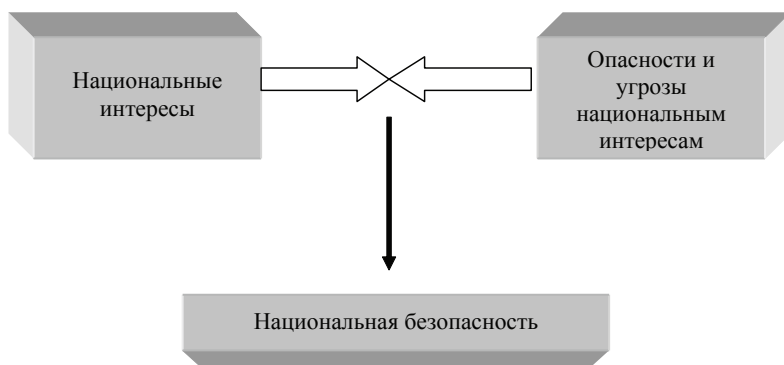 Национальные
интересы
Опасности и
угрозы
национальным
интересам
Национальная безопасность